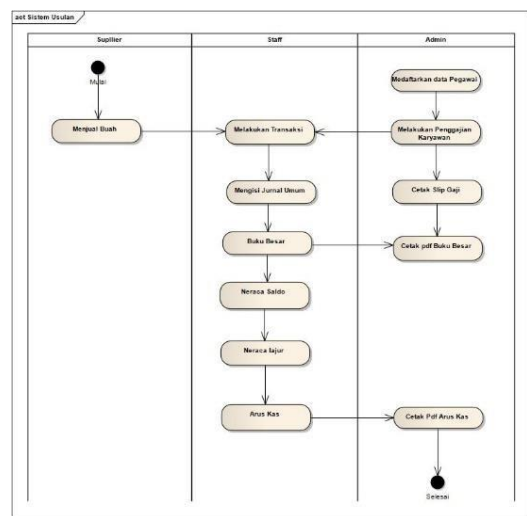 act Sistem Usulan
Supllier
Staff
Admin
Mulai
Medaftarkan data Pegawai
Menjual Buah
Melakukan Transaksi
Melakukan Penggajian
Karyawan
Mengisi Jurnal Umum
Cetak Slip Gaji
Buku Besar
Cetak pdf Buku Besar
Neraca Saldo
Neraca lajur
Arus Kas
Cetak Pdf Arus Kas
Selesai